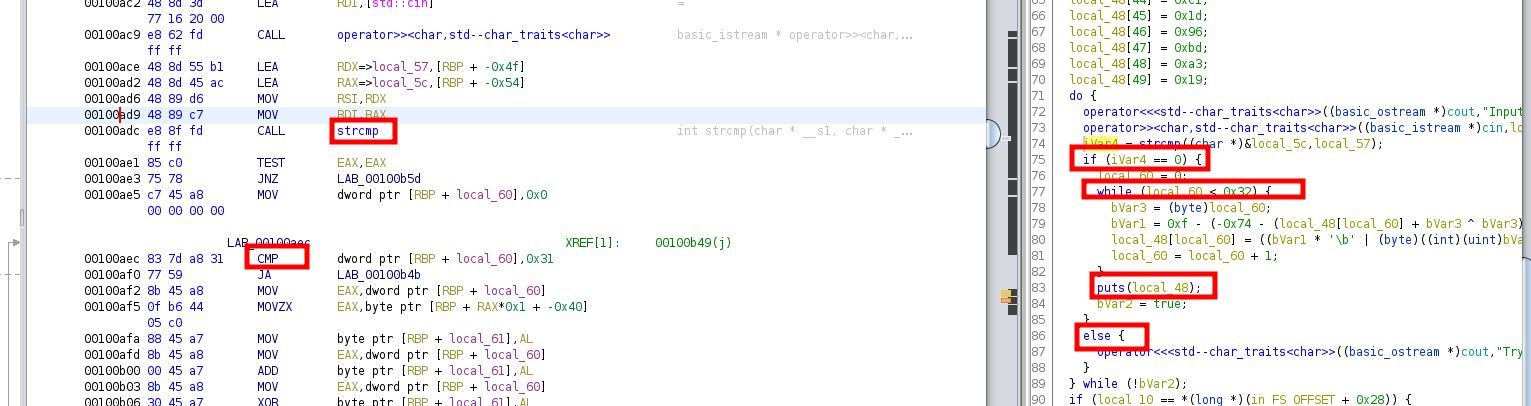 00100ac2 48 8d 3d LEA RDI,[std::cin] =
77 16 20 00
00100ac9 e8 62 fd CALL operator>><char,std--char_traits<char>> basic_istream * operator>><char,...
ff ff
00100ace 48 8d 55 b1 LEA RDX=>local_57,[RBP + -0x4f]
00100ad2 48 8d 45 ac LEA RAX=>local_5c,[RBP + -0x54]
00100ad6 48 89 d6 MOV RSI,RDX
00100ad9 48 89 c7 MOV RDI,RAX
00100adc e8 8f fd CALL strcmp int strcmp(char * __s1, char * _...
ff ff
00100ae1 85 c0 TEST EAX,EAX
00100ae3 75 78 JNZ LAB_00100b5d
00100ae5 c7 45 a8 MOV dword ptr [RBP + local_60],0x0
00 00 00 00
LAB_00100aec XREF[1]: 00100b49(j)
00100aec 83 7d a8 31 CMP dword ptr [RBP + local_60],0x31
00100af0 77 59 JA LAB_00100b4b
00100af2 8b 45 a8 MOV EAX,dword ptr [RBP + local_60]
00100af5 0f b6 44 MOVZX EAX,byte ptr [RBP + RAX*0x1 + -0x40]
05 c0
00100afa 88 45 a7 MOV byte ptr [RBP + local_61],AL
00100afd 8b 45 a8 MOV EAX,dword ptr [RBP + local_60]
00100b00 00 45 a7 ADD byte ptr [RBP + local_61],AL
00100b03 8b 45 a8 MOV EAX,dword ptr [RBP + local_60]
00100b06 30 45 a7 XOR byte ptr [RBP + local_61],AL
65 local_48[44] = 0xc1;
66 local_48[45] = 0x1d;
67 local_48[46] = 0x96;
68 local_48[47] = 0xbd;
69 local_48[48] = 0xa3;
70 local_48[49] = 0x19;
71 do {
72 operator<<<std--char_traits<char>>((basic_ostream *)cout,"Input
73 operator>><char,std--char_traits<char>>((basic_istream *)cin,lo
74 iVar4 = strcmp((char *)&local_5c,local_57);
75 if (iVar4 == 0) {
76 local_60 = 0;
77 while (local_60 < 0x32) {
78 bVar3 = (byte)local_60;
79 bVar1 = 0xf - (-0x74 - (local_48[local_60] + bVar3 ^ bVar3)
80 local_48[local_60] = ((bVar1 * '\b' | (byte)((int)(uint)bVa
81 local_60 = local_60 + 1;
82 }
83 puts(local_48);
84 bVar2 = true;
85 }
86 else {
87 operator<<<std--char_traits<char>>((basic_ostream *)cout,"Try
88 }
89 } while (!bVar2);
90 if (local_10 == *(long *)(in_FS_OFFSET + 0x28)) {